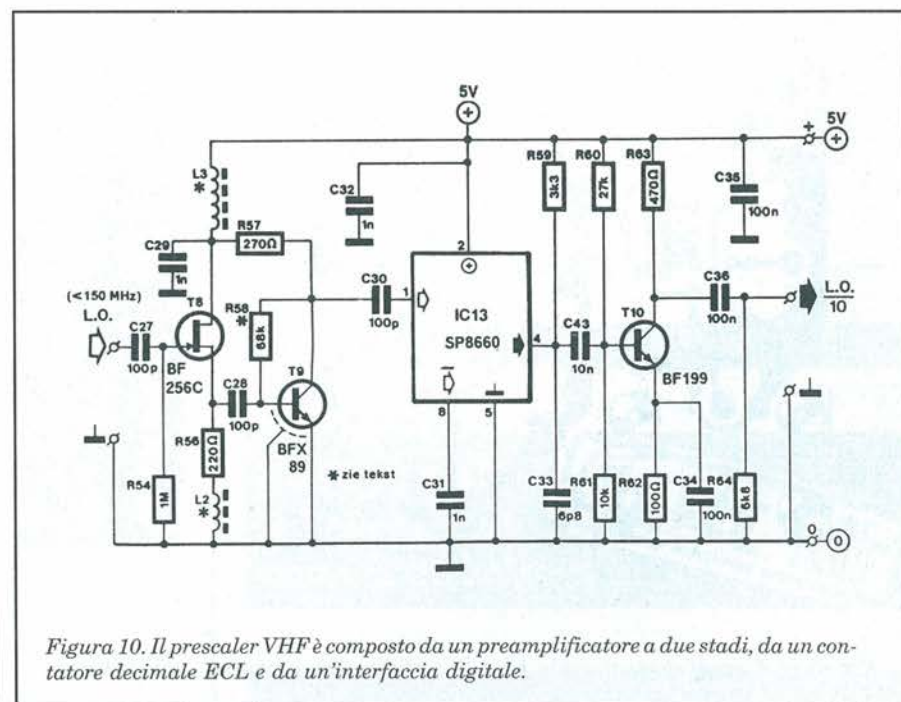 5V
+
+
5V
+
L3
*
R59
3k3
R60
27k
R63
470Ω
C32
1n
C35
100n
R57
270Ω
C29
1n
2
+
C36
100n
L.O.
10
(<150 MHz)
L.O.
T8
C27
100p
BF
256C
R58
*
68k
C30
100p
1
IC13
SP8660
4
C43
10n
T10
BF199
C28
100p
T9
BFX
89
8
5
R56
220Ω
* zie tekst
R54
1M
L2
*
C31
1n
C33
6p8
R61
10k
R62
100Ω
C34
100n
R64
6k8
0
0
Figura 10. Il prescaler VHF è composto da un preamplificatore a due stadi, da un con-
tatore decimale ECL e da un'interfaccia digitale.